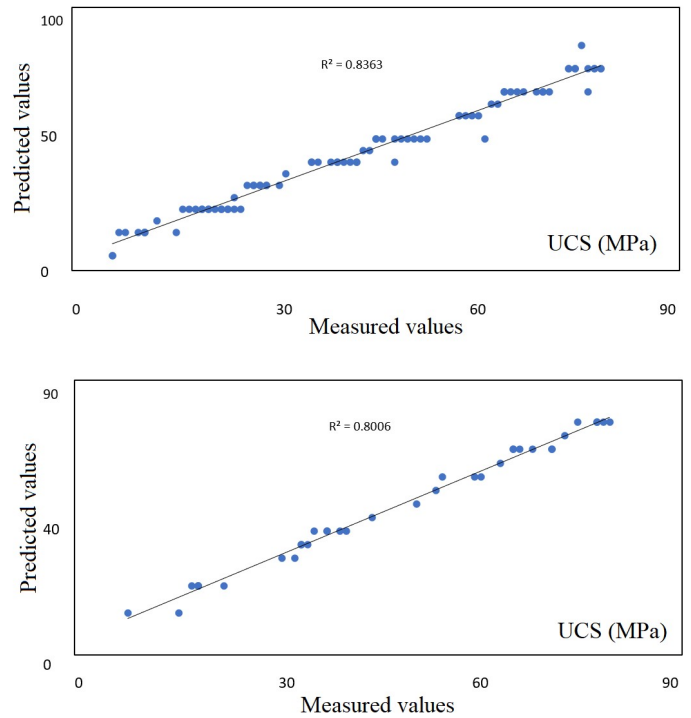 100
R² = 0.8363
Predicted values
50
UCS (MPa)
0
0 30 60 90
Measured values
90
R² = 0.8006
Predicted values
40
UCS (MPa)
0
30 60 90
Measured values